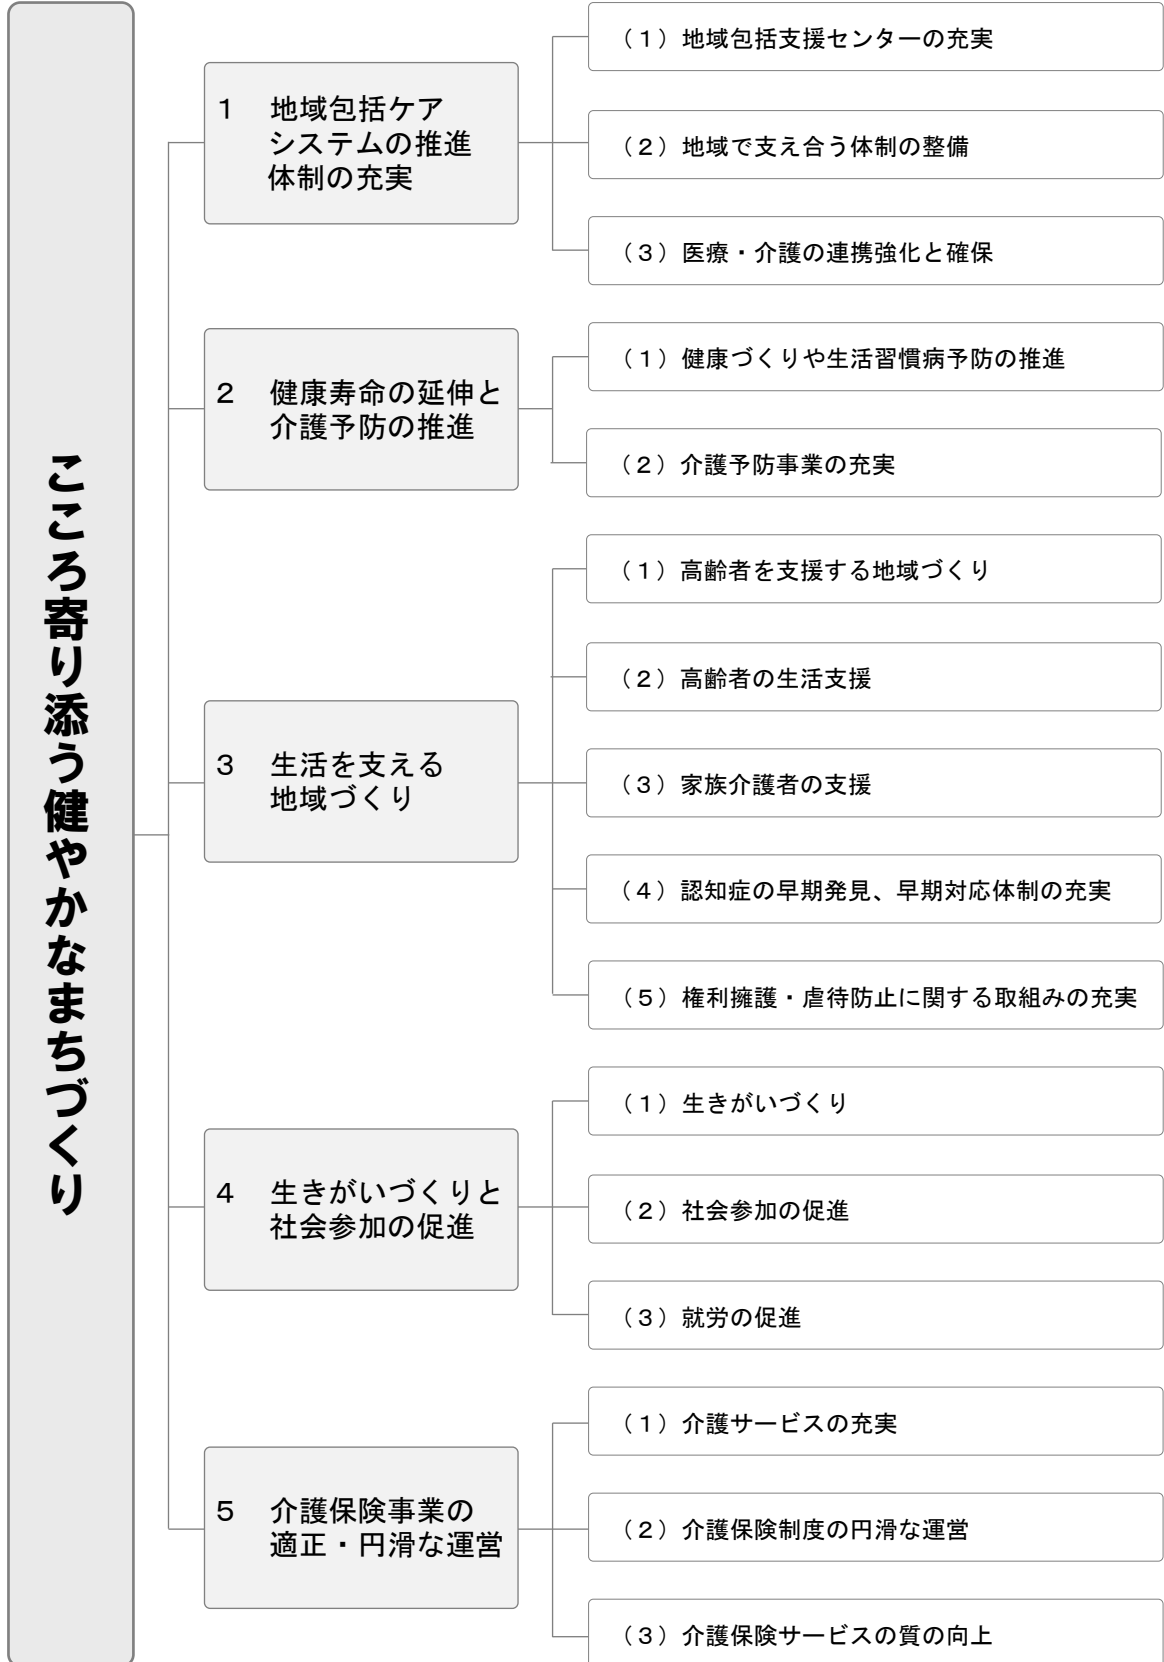 こころ寄り添う健やかなまちづくり
１　地域包括ケア
システムの推進
体制の充実
（１）地域包括支援センターの充実
（２）地域で支え合う体制の整備
（３）医療・介護の連携強化と確保
２　健康寿命の延伸と
介護予防の推進
（１）健康づくりや生活習慣病予防の推進
（２）介護予防事業の充実
３　生活を支える
地域づくり
（１）高齢者を支援する地域づくり
（２）高齢者の生活支援
（３）家族介護者の支援
（４）認知症の早期発見、早期対応体制の充実
（５）権利擁護・虐待防止に関する取組みの充実
４　生きがいづくりと
社会参加の促進
（１）生きがいづくり
（２）社会参加の促進
（３）就労の促進
５　介護保険事業の
適正・円滑な運営
（１）介護サービスの充実
（２）介護保険制度の円滑な運営
（３）介護保険サービスの質の向上